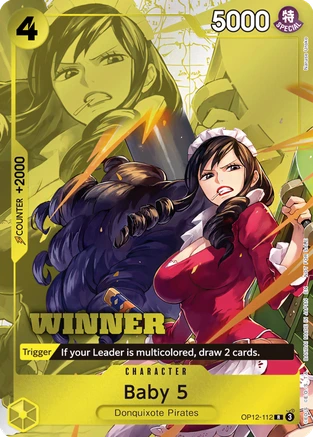 4
5000
特
SPECIAL
COUNTER +2000
WINNER
Trigger If your Leader is multicolored, draw 2 cards.
CHARACTER
Baby 5
Donquixote Pirates
OP12-112 R 3